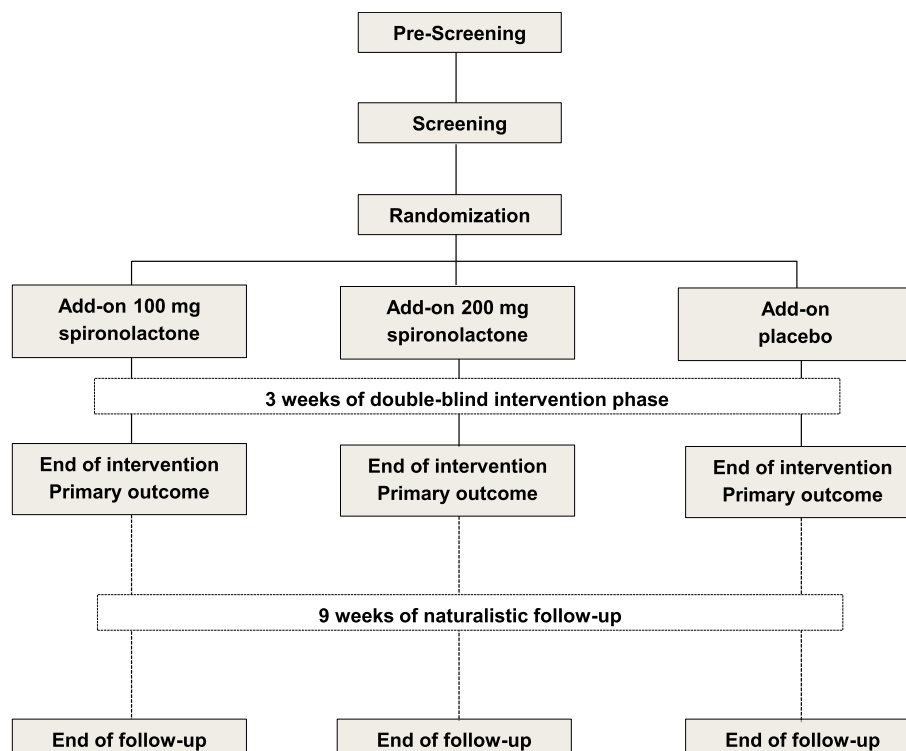 Pre-Screening
Screening
Randomization
Add-on 100 mg
spironolactone
Add-on 200 mg
spironolactone
Add-on
placebo
3 weeks of double-blind intervention phase
End of intervention
Primary outcome
End of intervention
Primary outcome
End of intervention
Primary outcome
9 weeks of naturalistic follow-up
End of follow-up
End of follow-up
End of follow-up